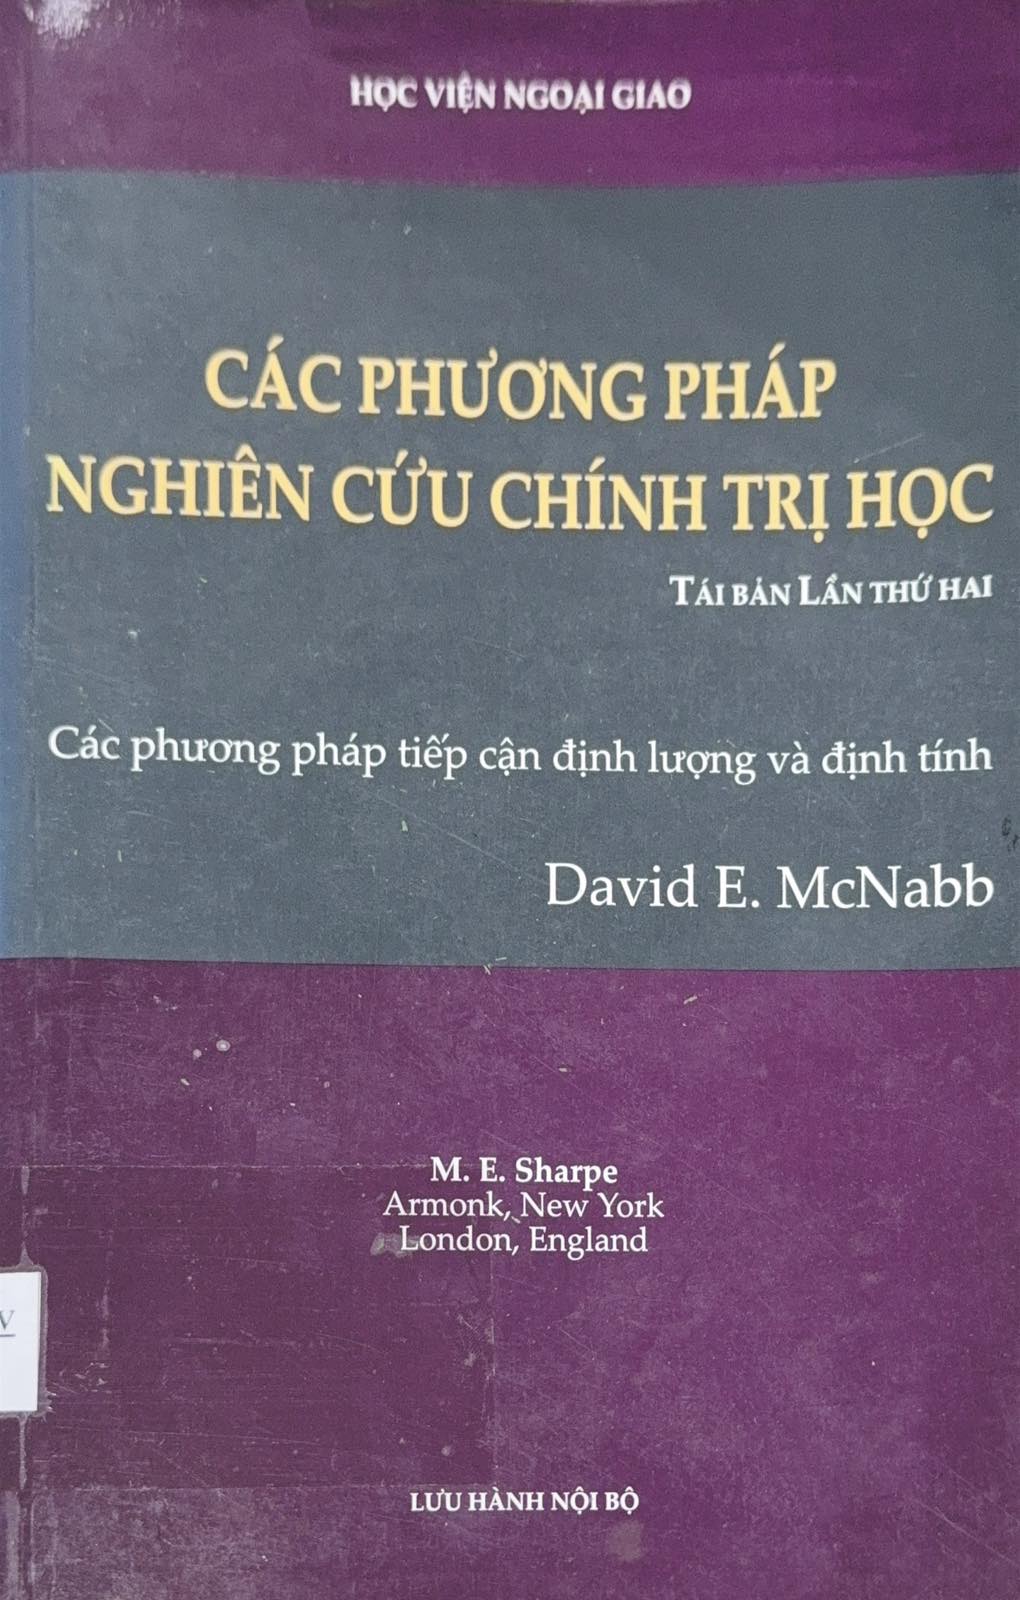 HỌC VIỆN NGOẠI GIAO
CÁC PHƯƠNG PHÁP
NGHIÊN CỨU CHÍNH TRỊ HỌC
TÁI BẢN LẦN THỨ HAI
Các phương pháp tiếp cận định lượng và định tính
David E. McNabb
M. E. Sharpe
Armonk, New York
London, England
V
LƯU HÀNH NỘI BỘ